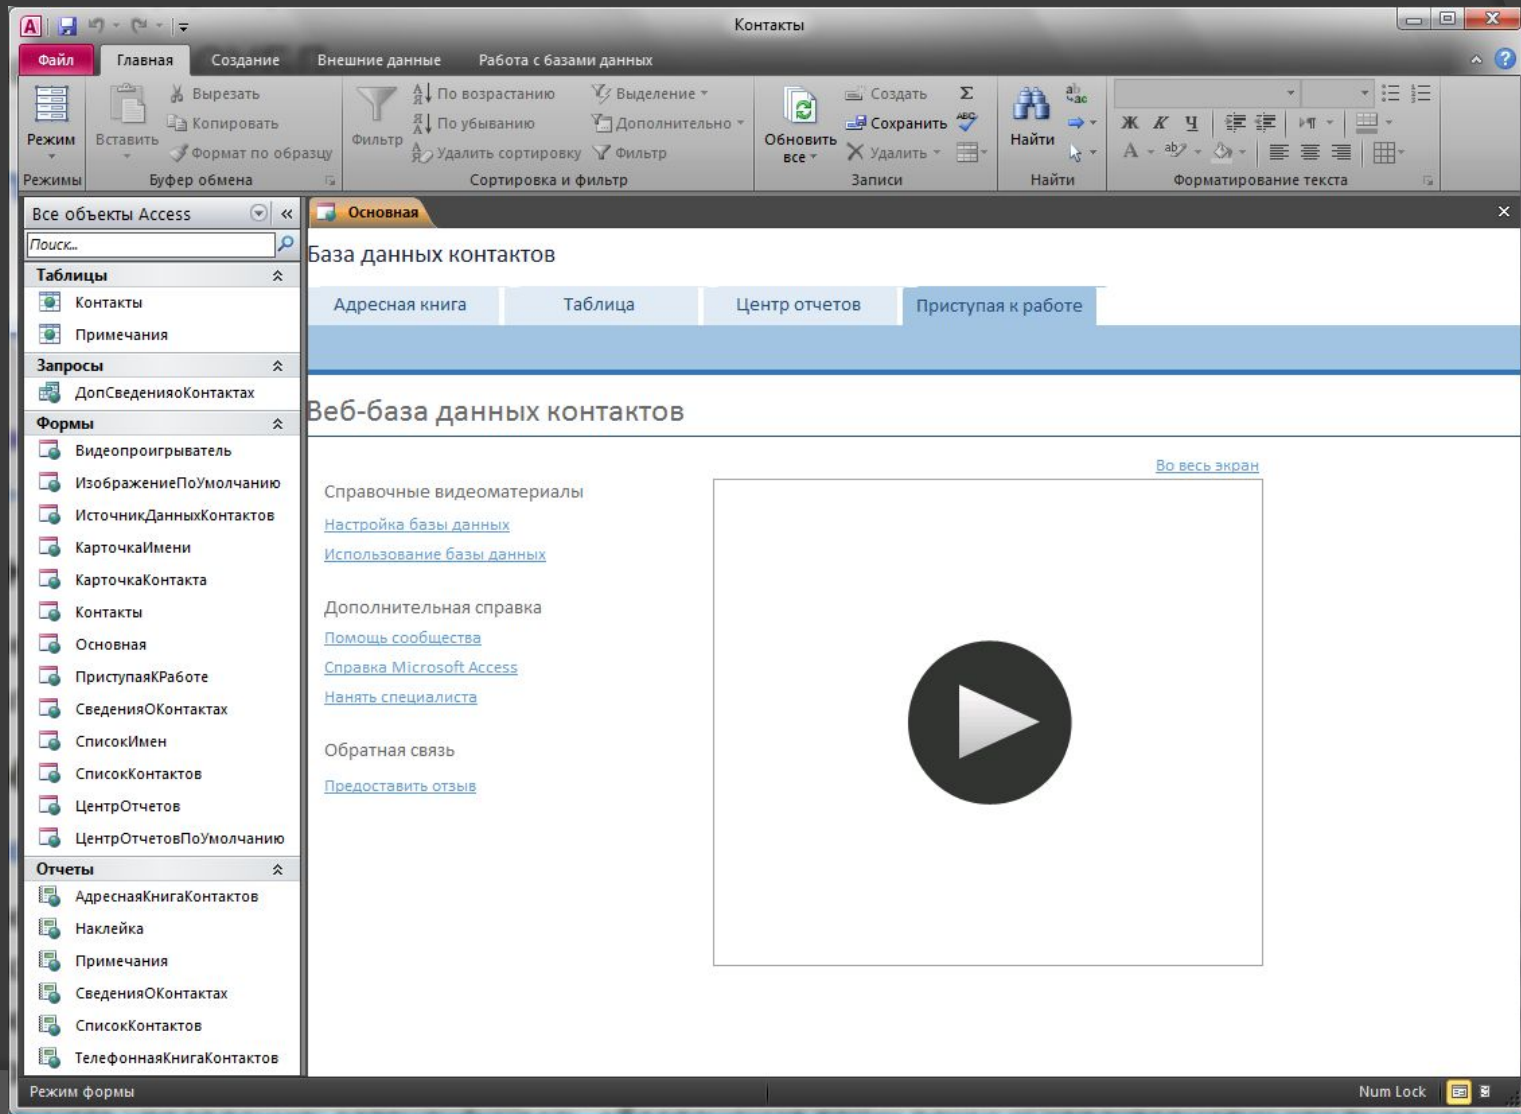 Контакты
Файл Главная Создание Внешние данные Работа с базами данных
Режим
Режимы
Вставить
Вырезать
Копировать
Формат по образцу
Буфер обмена
Фильтр
По возрастанию
По убыванию
Удалить сортировку
Выделение
Дополнительно
Фильтр
Сортировка и фильтр
Обновить
все
Создать
Сохранить
Удалить
Записи
Найти
Найти
Ж К Ч
А
Форматирование текста
Все объекты Access
Поиск...
Таблицы
Контакты
Примечания
Запросы
ДопСведенияоКонтактах
Формы
Видеопроигрыватель
ИзображениеПоУмолчанию
ИсточникДанныхКонтактов
КарточкаИмени
КарточкаКонтакта
Контакты
Основная
ПриступаяКРаботе
СведенияОКонтактах
СписокИмен
СписокКонтактов
ЦентрОтчетов
ЦентрОтчетовПоУмолчанию
Отчеты
АдреснаяКнигаКонтактов
Наклейка
Примечания
СведенияОКонтактах
СписокКонтактов
ТелефоннаяКнигаКонтактов
Основная
База данных контактов
Адресная книга Таблица Центр отчетов Приступая к работе
Веб-база данных контактов
Во весь экран
Справочные видеоматериалы
Настройка базы данных
Использование базы данных
Дополнительная справка
Помощь сообщества
Справка Microsoft Access
Нанять специалиста
Обратная связь
Предоставить отзыв
Режим формы
Num Lock